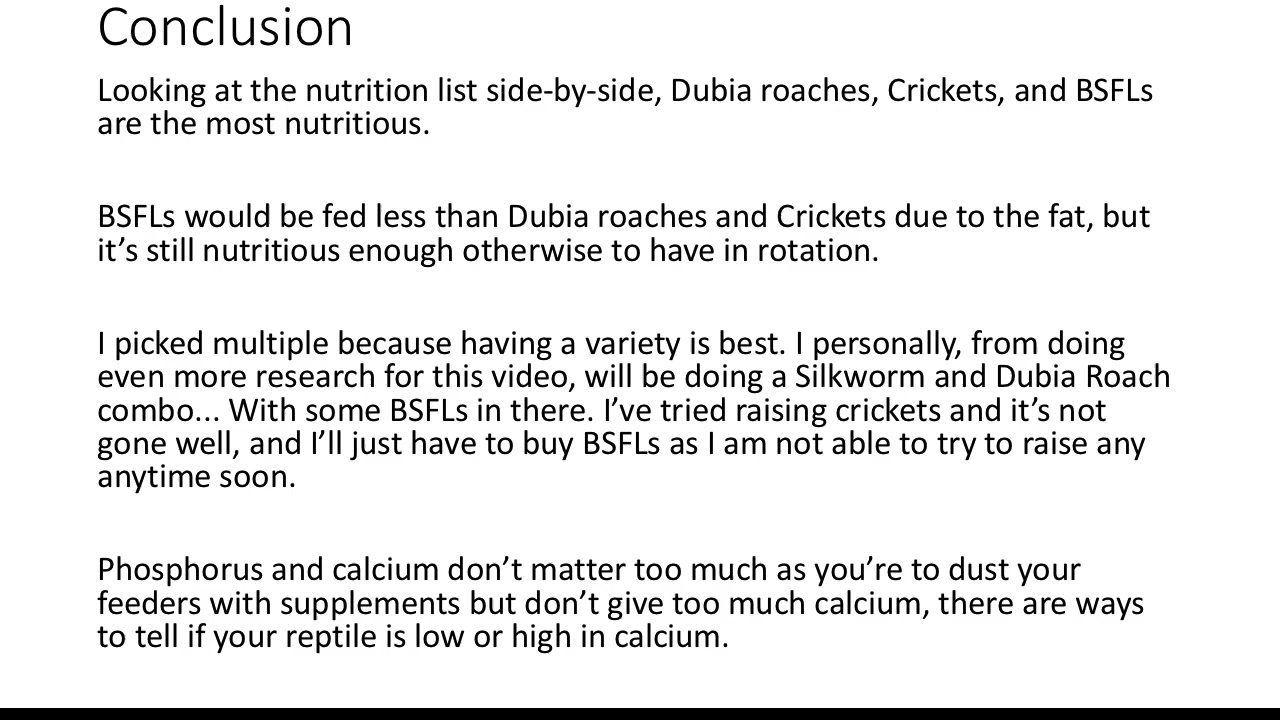 Conclusion
Looking at the nutrition list side-by-side, Dubia roaches, Crickets, and BSFLs
are the most nutritious.
BSFLs would be fed less than Dubia roaches and Crickets due to the fat, but
it’s still nutritious enough otherwise to have in rotation.
I picked multiple because having a variety is best. I personally, from doing
even more research for this video, will be doing a Silkworm and Dubia Roach
combo... With some BSFLs in there. I’ve tried raising crickets and it’s not
gone well, and I’ll just have to buy BSFLs as I am not able to try to raise any
anytime soon.
Phosphorus and calcium don’t matter too much as you’re to dust your
feeders with supplements but don’t give too much calcium, there are ways
to tell if your reptile is low or high in calcium.